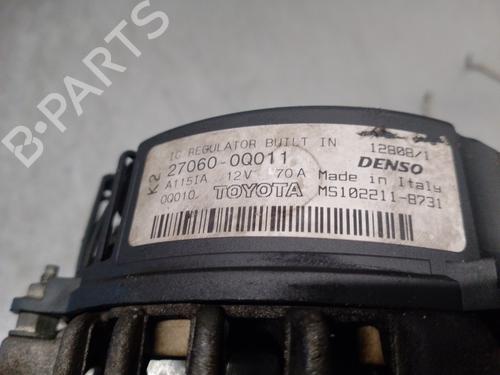 IC REGULATOR BUILT IN 12808/1
K2 27060-0Q011 DENSO
A115IA 12V 70A Made in Italy
0Q010 TOYOTA MS102211-8731
B-PARTS